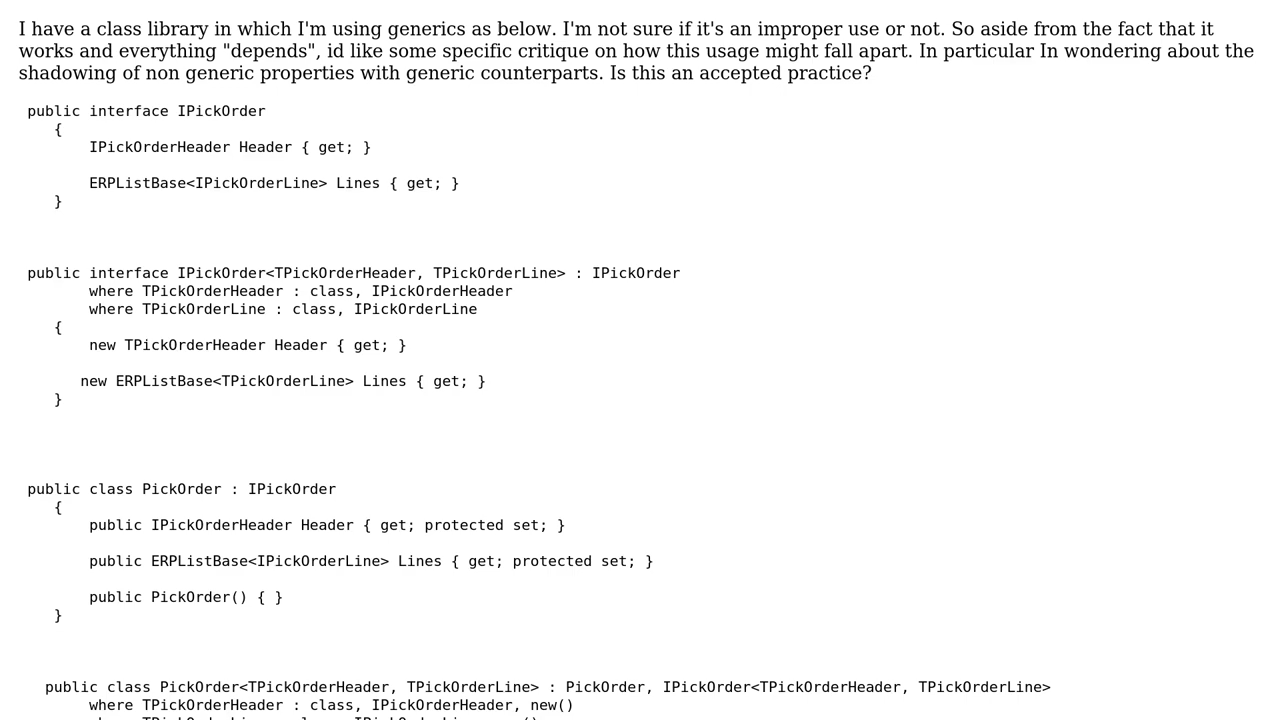 I have a class library in which I'm using generics as below. I'm not sure if it's an improper use or not. So aside from the fact that it
works and everything "depends", id like some specific critique on how this usage might fall apart. In particular In wondering about the
shadowing of non generic properties with generic counterparts. Is this an accepted practice?
public interface IPickOrder
{
IPickOrderHeader Header { get; }
ERPListBase<IPickOrderLine> Lines { get; }
}
public interface IPickOrder<TPickOrderHeader, TPickOrderLine> : IPickOrder
where TPickOrderHeader : class, IPickOrderHeader
where TPickOrderLine : class, IPickOrderLine
{
new TPickOrderHeader Header { get; }
new ERPListBase<TPickOrderLine> Lines { get; }
}
public class PickOrder : IPickOrder
{
public IPickOrderHeader Header { get; protected set; }
public ERPListBase<IPickOrderLine> Lines { get; protected set; }
public PickOrder() { }
}
public class PickOrder<TPickOrderHeader, TPickOrderLine> : PickOrder, IPickOrder<TPickOrderHeader, TPickOrderLine>
where TPickOrderHeader : class, IPickOrderHeader, new()